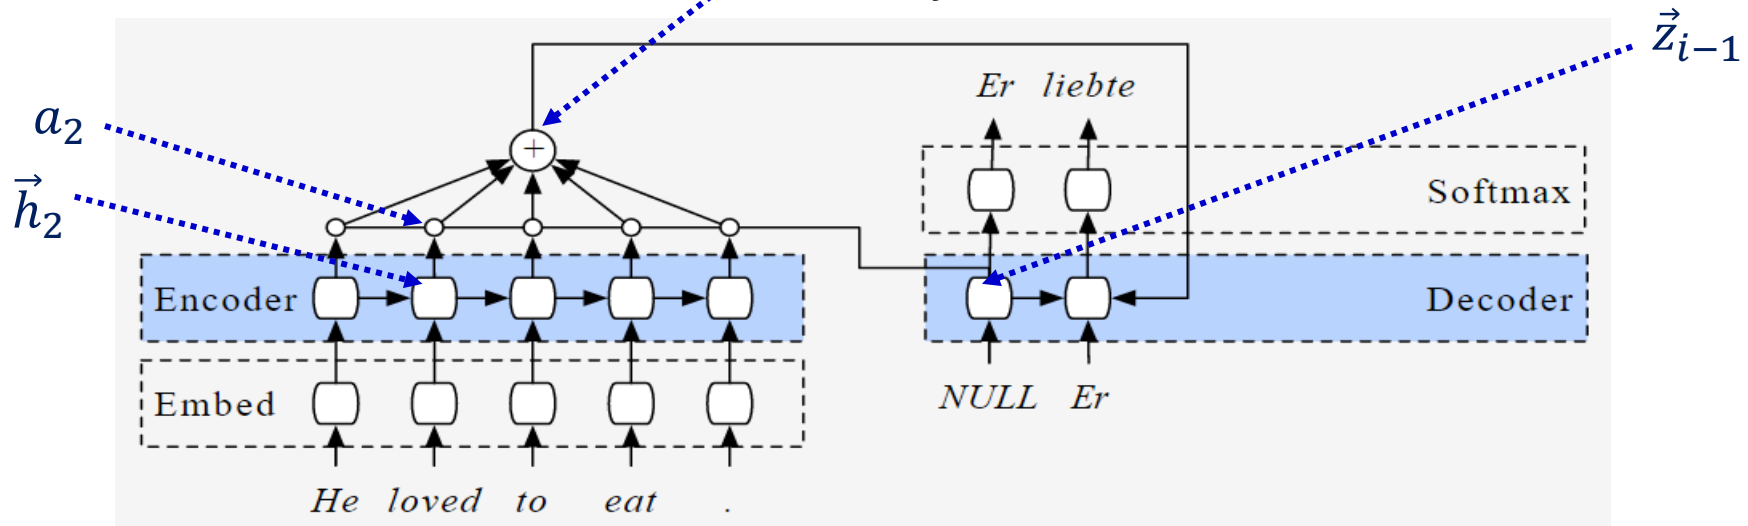 z⃗ᵢ₋₁
Er liebte
a₂
+
h⃗₂
Softmax
Encoder
Decoder
Embed
NULL Er
He loved to eat .